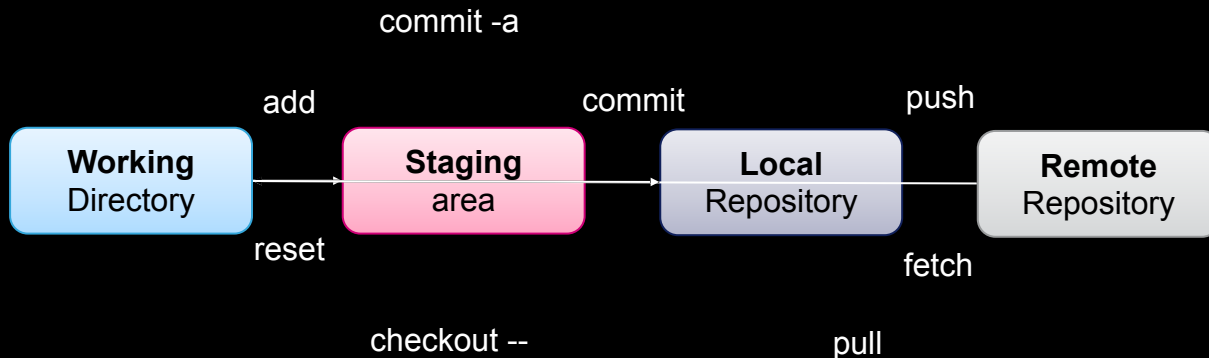 commit -a
add
commit
push
Working
Directory
Staging
area
Local
Repository
Remote
Repository
reset
fetch
checkout --
pull